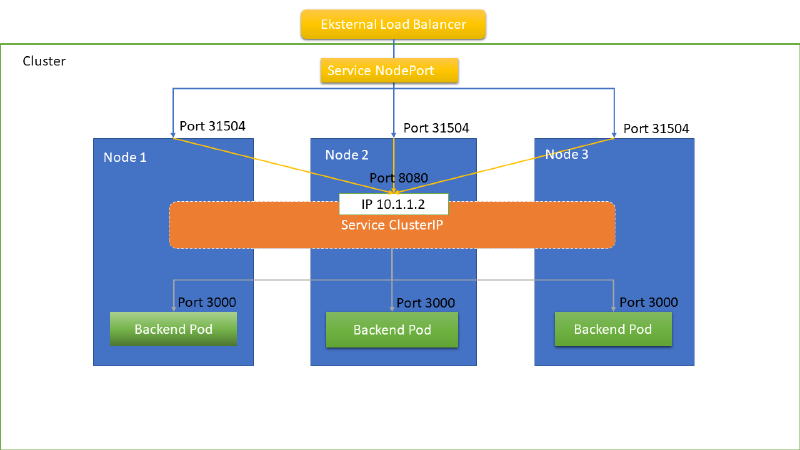 Eksternal Load Balancer
Cluster
Service NodePort
Port 31504
Port 31504
Port 31504
Node 1
Node 2
Node 3
Port 8080
IP 10.1.1.2
Service ClusterIP
Port 3000
Port 3000
Port 3000
Backend Pod
Backend Pod
Backend Pod